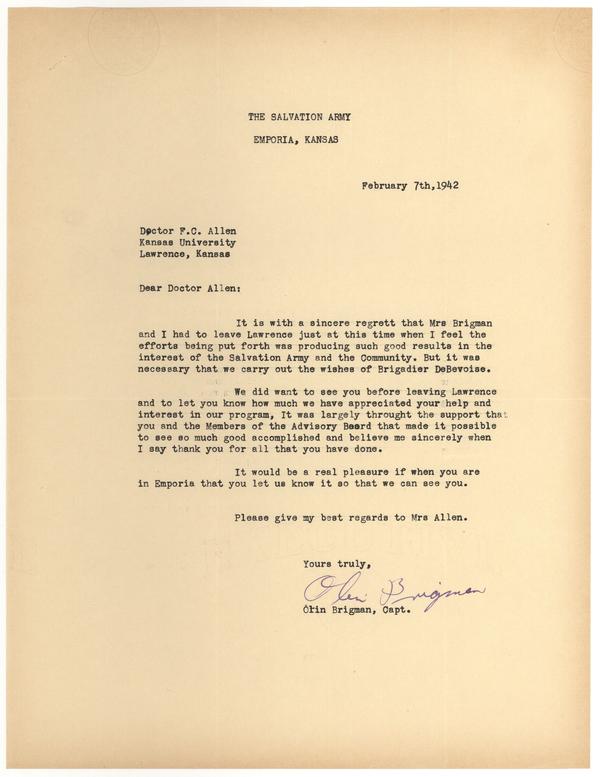 THE SALVATION ARMY
EMPORIA, KANSAS
February 7th,1942
Doctor F.C. Allen
Kansas University
Lawrence, Kansas
Dear Doctor Allen:
It is with a sincere regrett that Mrs Brigman
and I had to leave Lawrence just at this time when I feel the
efforts being put forth was producing such good results in the
interest of the Salvation Army and the Community. But it was
necessary that we carry out the wishes of Brigadier DeBevoise.
We did want to see you before leaving Lawrence
and to let you know how much we have appreciated your help and
interest in our program, It was largely throught the support that
you and the Members of the Advisory Board that made it possible
to see so much good accomplished and believe me sincerely when
I say thank you for all that you have done.
It would be a real pleasure if when you are
in Emporia that you let us know it so that we can see you.
Please give my best regards to Mrs Allen.
Yours truly,
Olin Brigman
Olin Brigman, Capt.